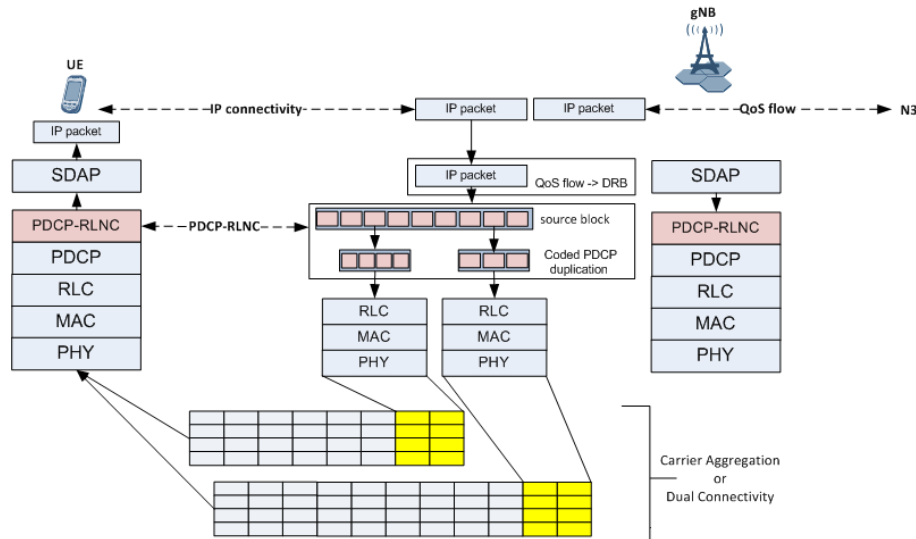 gNB
UE
IP connectivity
IP packet
IP packet
QoS flow
N3
IP packet
SDAP
IP packet
QoS flow -> DRB
SDAP
PDCP-RLNC
PDCP-RLNC
source block
PDCP-RLNC
PDCP
Coded PDCP
duplication
PDCP
RLC
RLC
RLC
RLC
MAC
MAC
MAC
MAC
PHY
PHY
PHY
PHY
Carrier Aggregation
or
Dual Connectivity